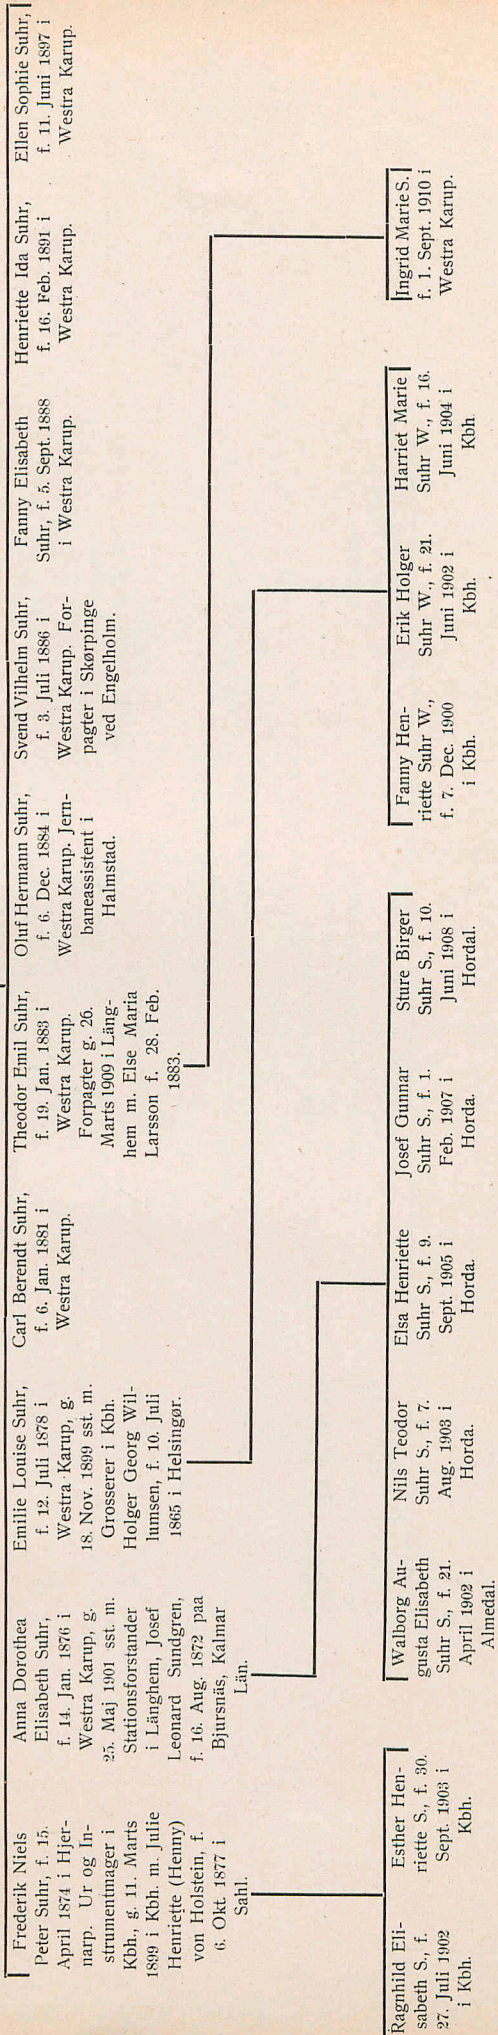 Frederik Niels
Peter Suhr, f. 15.
April 1874 i Hjer-
narp. Ur og In-
strumentmager i
Kbh., g. 11. Marts
1899 i Kbh. m. Julie
Henriette (Henny)
von Holstein, f.
6. Okt. 1877 i
Sahl.
Anna Dorothea
Elisabeth Suhr,
f. 14. Jan. 1876 i
Westra Karup, g.
25. Maj 1901 sst. m.
Stationsforstander
i Länghem, Josef
Leonard Sundgren,
f. 16. Aug. 1872 paa
Bjursnäs, Kalmar
Län.
Emilie Louise Suhr,
f. 12. Juli 1878 i
Westra Karup, g.
18. Nov. 1899 sst. m.
Grosserer i Kbh.
Holger Georg Wil-
lumsen, f. 10. Juli
1865 i Helsingør.
Carl Berendt Suhr,
f. 6. Jan. 1881 i
Westra Karup.
Theodor Emil Suhr,
f. 19. Jan. 1883 i
Westra Karup.
Forpagter g. 26.
Marts 1909 i Läng-
hem m. Else Maria
Larsson f. 28. Feb.
1883.
Oluf Hermann Suhr,
f. 6. Dec. 1884 i
Westra Karup. Jern-
baneassistent i
Halmstad.
Svend Vilhelm Suhr,
f. 3. Juli 1886 i
Westra Karup. For-
pagter i Skørpinge
ved Engelholm.
Fanny Elisabeth
Suhr, f. 5. Sept. 1888
i Westra Karup.
Henriette Ida Suhr,
f. 16. Feb. 1891 i
Westra Karup.
Ellen Sophie Suhr,
f. 11. Juni 1897 i
Westra Karup.
Ragnhild Eli-
sabeth S., f.
27. Juli 1902
i Kbh.
Esther Hen-
riette S., f. 30.
Sept. 1903 i
Kbh.
Walborg Au-
gusta Elisabeth
Suhr S., f. 21.
April 1902 i
Almedal.
Nils Teodor
Suhr S., f. 7.
Aug. 1903 i
Horda.
Elsa Henriette
Suhr S., f. 9.
Sept. 1905 i
Horda.
Josef Gunnar
Suhr S., f. 1.
Feb. 1907 i
Horda.
Sture Birger
Suhr S., f. 10.
Juni 1908 i
Hordal.
Fanny Hen-
riette Suhr W.,
f. 7. Dec. 1900
i Kbh.
Erik Holger
Suhr W., f. 21.
Juni 1902 i
Kbh.
Harriet Marie
Suhr W., f. 16.
Juni 1904 i
Kbh.
Ingrid Marie S.
f. 1. Sept. 1910 i
Westra Karup.